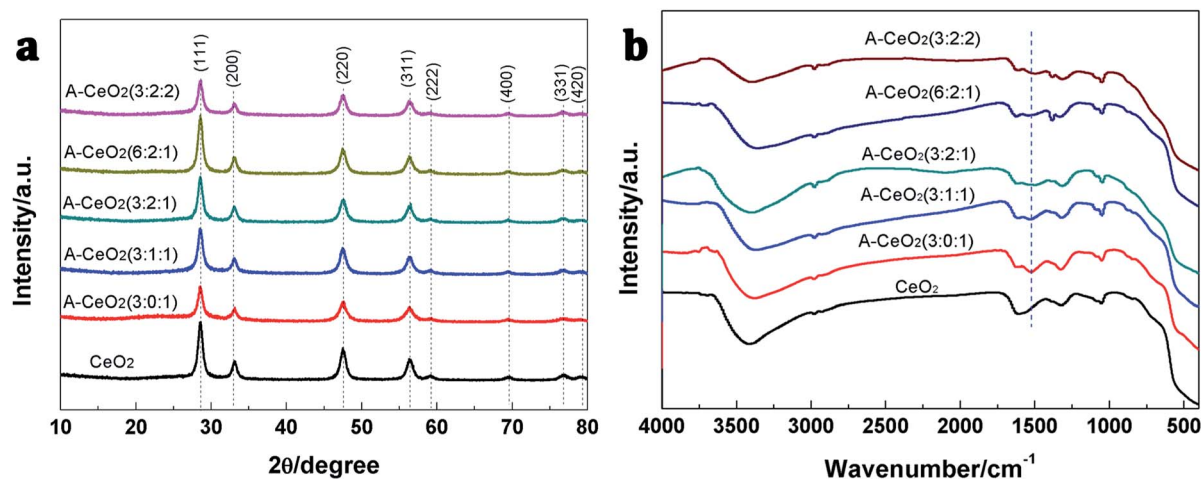 a
(111)
(200)
(220)
(311)
(222)
(400)
(331)
(420)
A-CeO2(3:2:2)
A-CeO2(6:2:1)
A-CeO2(3:2:1)
A-CeO2(3:1:1)
A-CeO2(3:0:1)
CeO2
Intensity/a.u.
10 20 30 40 50 60 70 80
2θ/degree
b
A-CeO2(3:2:2)
A-CeO2(6:2:1)
A-CeO2(3:2:1)
A-CeO2(3:1:1)
A-CeO2(3:0:1)
CeO2
Intensity/a.u.
4000 3500 3000 2500 2000 1500 1000 500
Wavenumber/cm-1